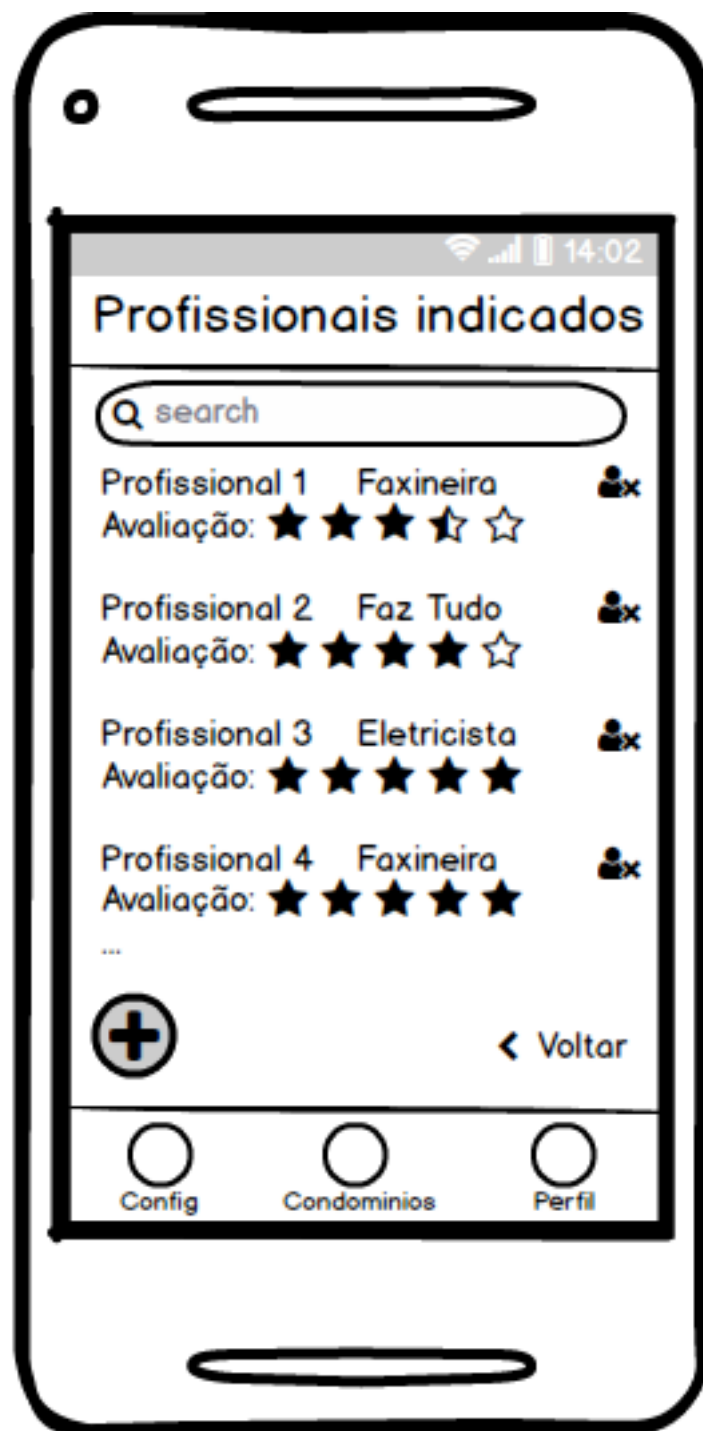 14:02
Profissionais indicados
search
Profissional 1 Faxineira
Avaliação:
Profissional 2 Faz Tudo
Avaliação:
Profissional 3 Eletricista
Avaliação:
Profissional 4 Faxineira
Avaliação:
...
Voltar
Config Condominios Perfil